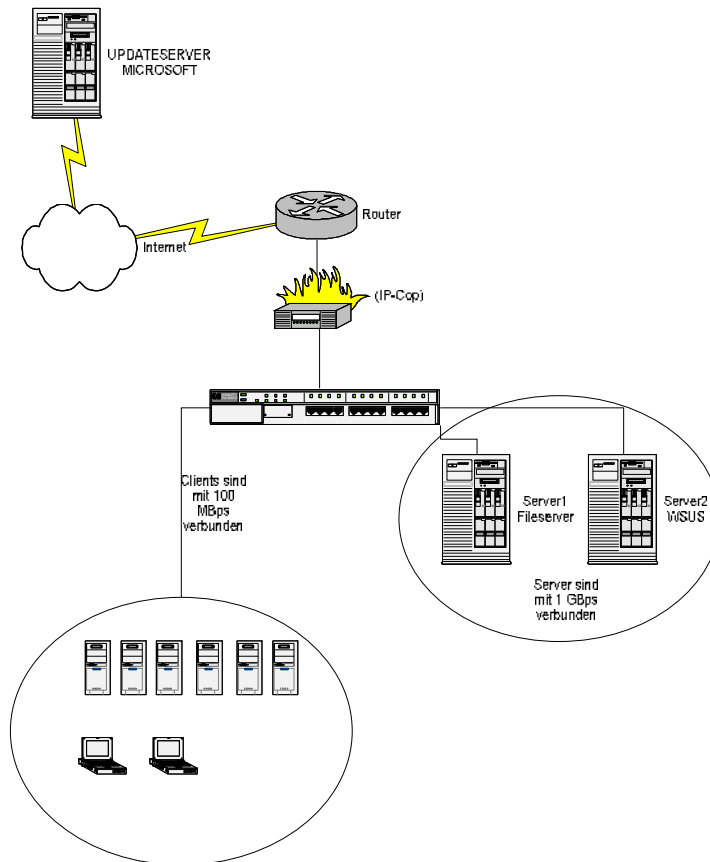 UPDATESERVER
MICROSOFT
Router
Internet
(IP-Cop)
Clients sind
mit 100
MBps
verbunden
Server1
Fileserver
Server2
WSUS
Server sind
mit 1 GBps
verbunden